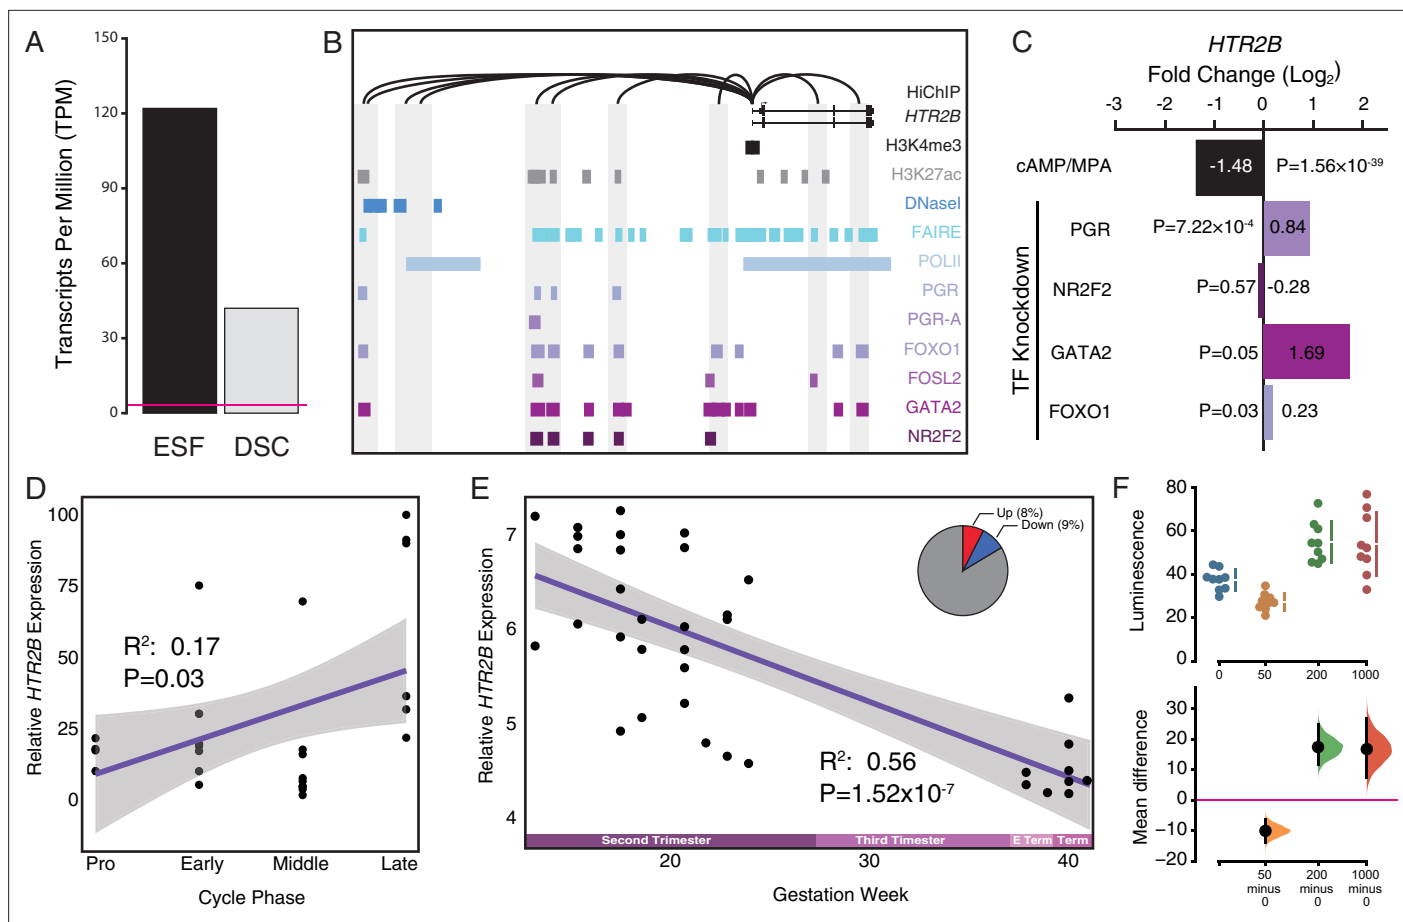 A
Transcripts Per Million (TPM)
150
120
90
60
30
0
ESF DSC
B
HiChIP
HTR2B
H3K4me3
H3K27ac
DNaseI
FAIRE
POLII
PGR
PGR-A
FOXO1
FOSL2
GATA2
NR2F2
C
HTR2B
Fold Change (Log₂)
-3 -2 -1 0 1 2
cAMP/MPA -1.48 P=1.56×10⁻³⁹
TF Knockdown
PGR P=7.22×10⁻⁴ 0.84
NR2F2 P=0.57 -0.28
GATA2 P=0.05 1.69
FOXO1 P=0.03 0.23
D
Relative HTR2B Expression
100
75
50
25
0
R²: 0.17
P=0.03
Pro Early Middle Late
Cycle Phase
E
Relative HTR2B Expression
7
6
5
4
Up (8%)
Down (9%)
R²: 0.56
P=1.52x10⁻⁷
Second Trimester Third Timester E Term Term
20 30 40
Gestation Week
F
Luminescence
80
60
40
20
0
0 50 200 1000
Mean difference
30
20
10
0
−10
−20
50 minus 0
200 minus 0
1000 minus 0